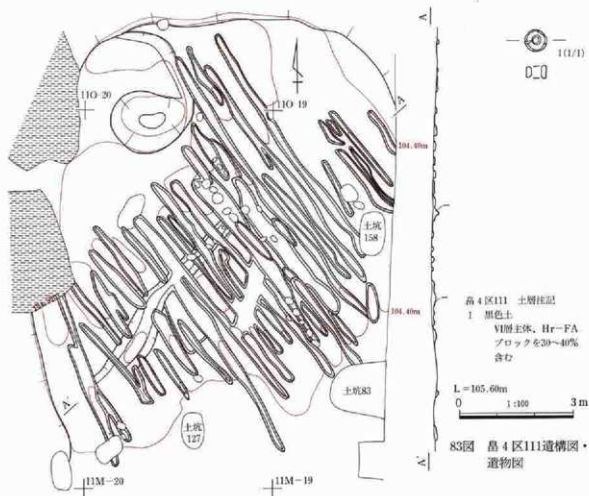 A
1(1/1)
11O-20
11O-19
A
104.40m
土坑
158
104.40m
畠4区111 土層注記
1 黒色土
VI層主体、Hr-FA
ブロックを30~40%
含む
土坑83
L=105.60m
0 1:100 3m
A'
土坑
127
83図 畠4区111遺構図・
遺物図
11M-20
11M-19
A'